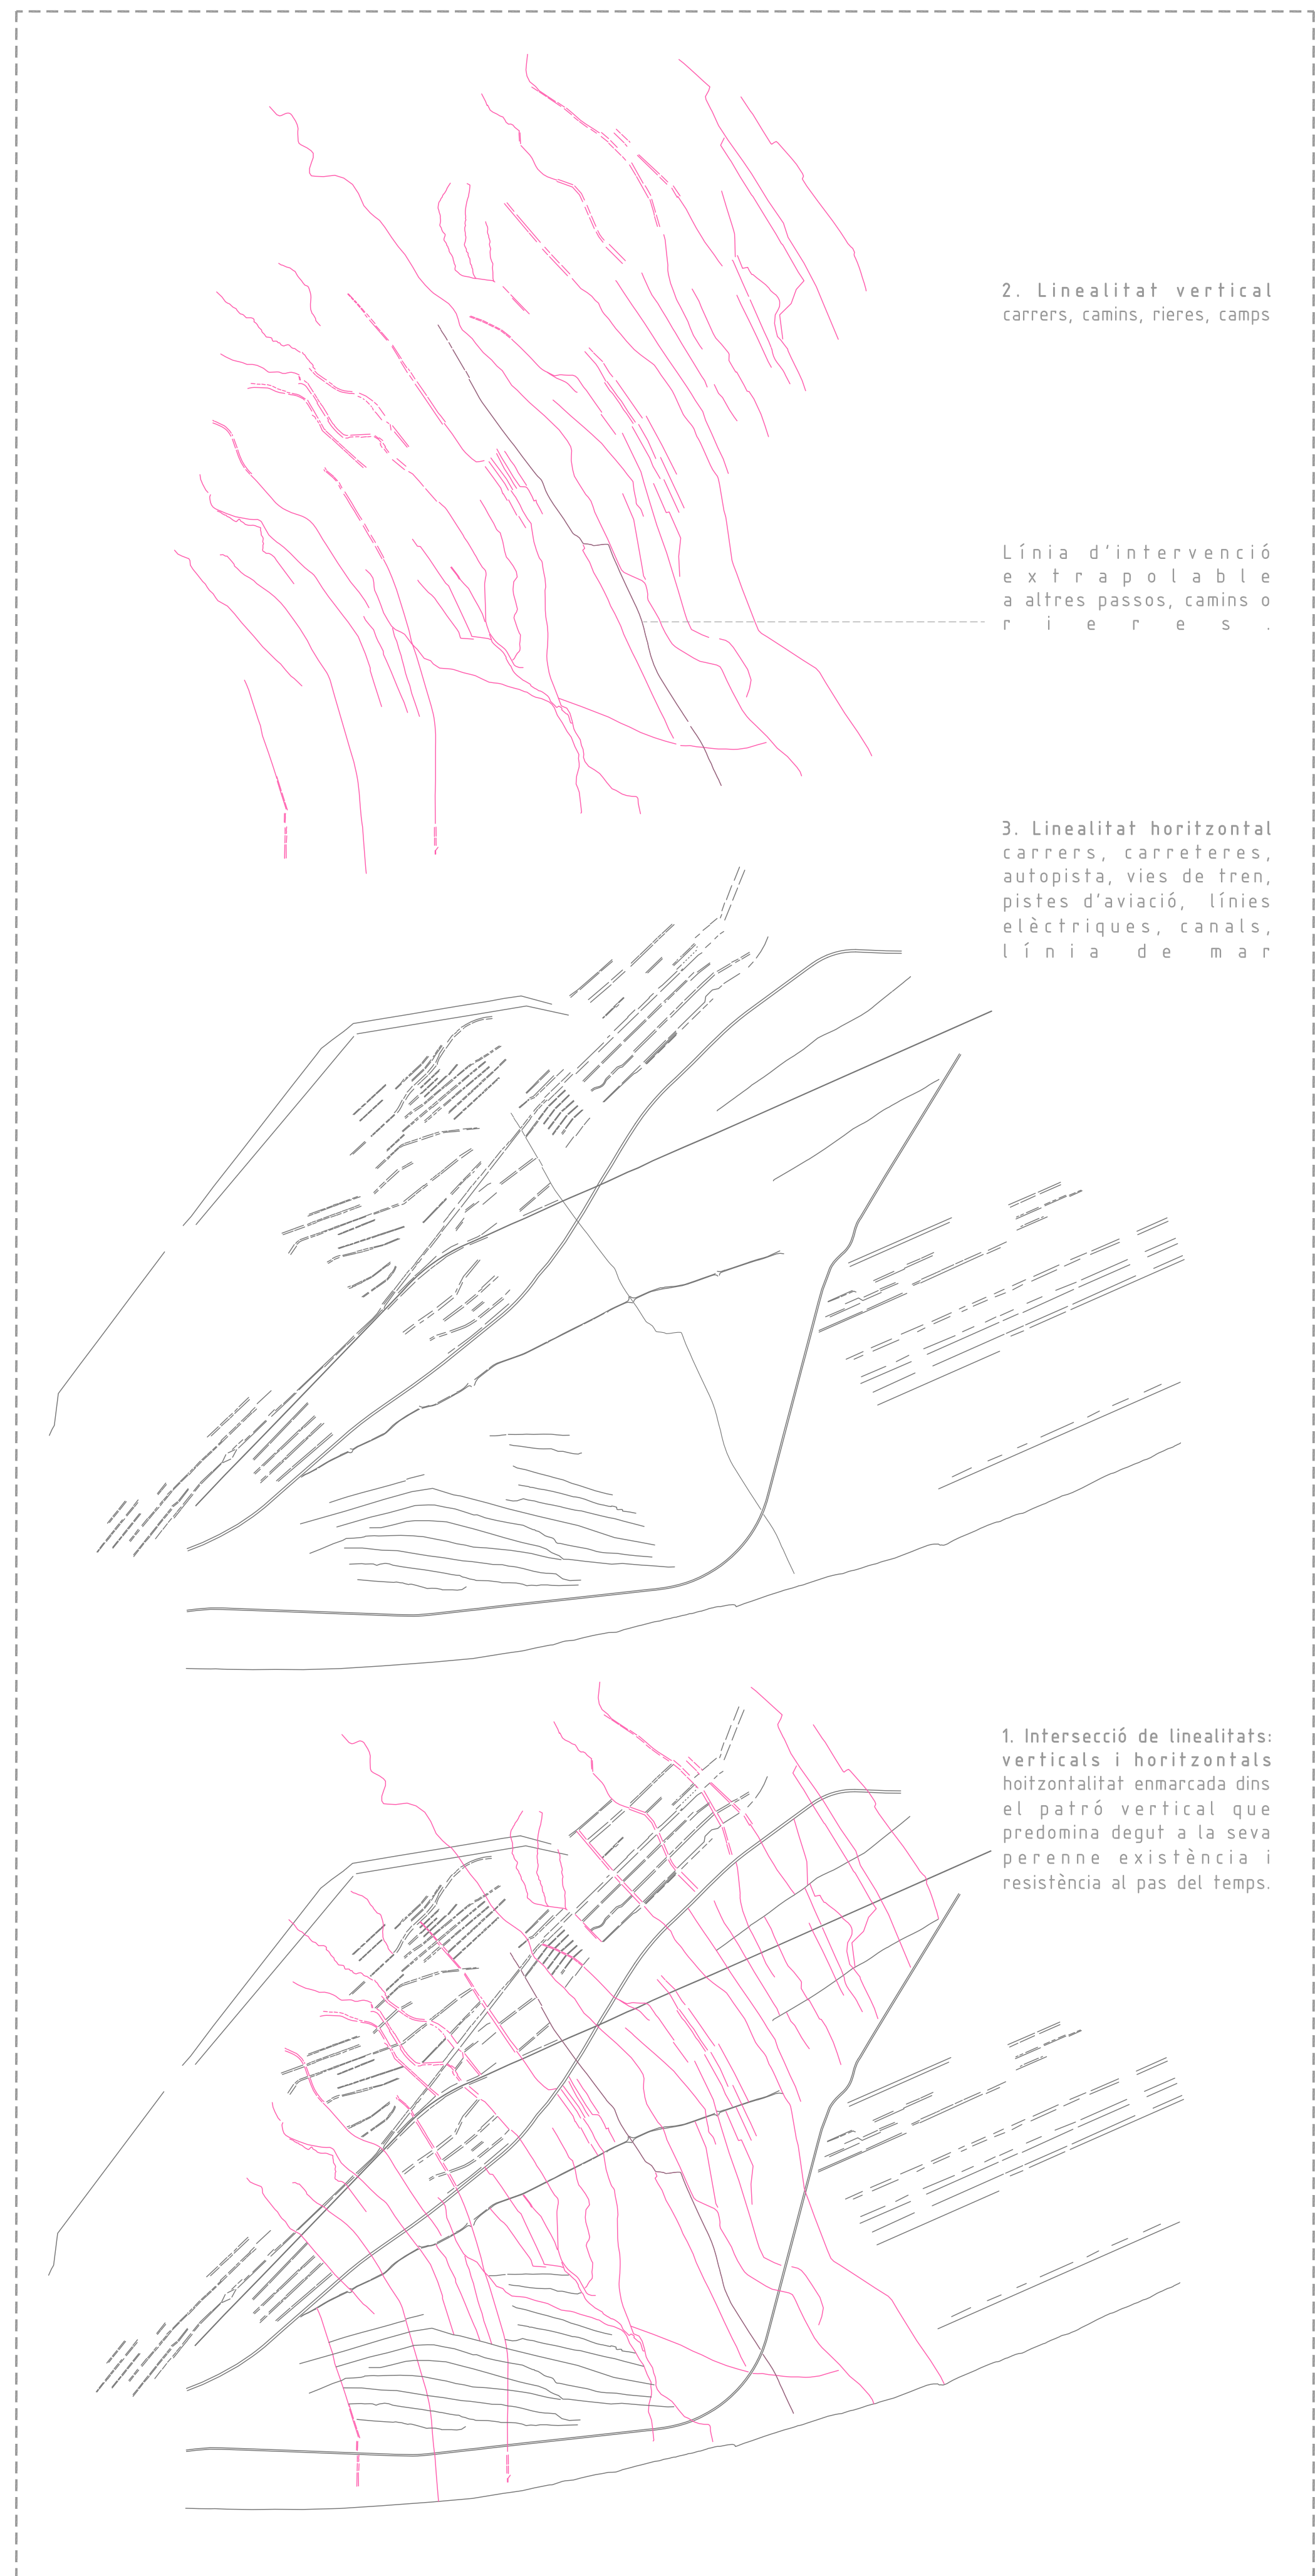 2. Linealitat vertical
carrers, camins, rieres, camps
Línia d'intervenció
extrapolable
a altres passos, camins o
rieres.
3. Linealitat horitzontal
carrers, carreteres,
autopista, vies de tren,
pistes d'aviació, línies
elèctriques, canals,
línia de mar
1. Intersecció de linealitats:
verticals i horitzontals
hoitzontalitat enmarcada dins
el patró vertical que
predomina degut a la seva
perenne existència i
resistència al pas del temps.